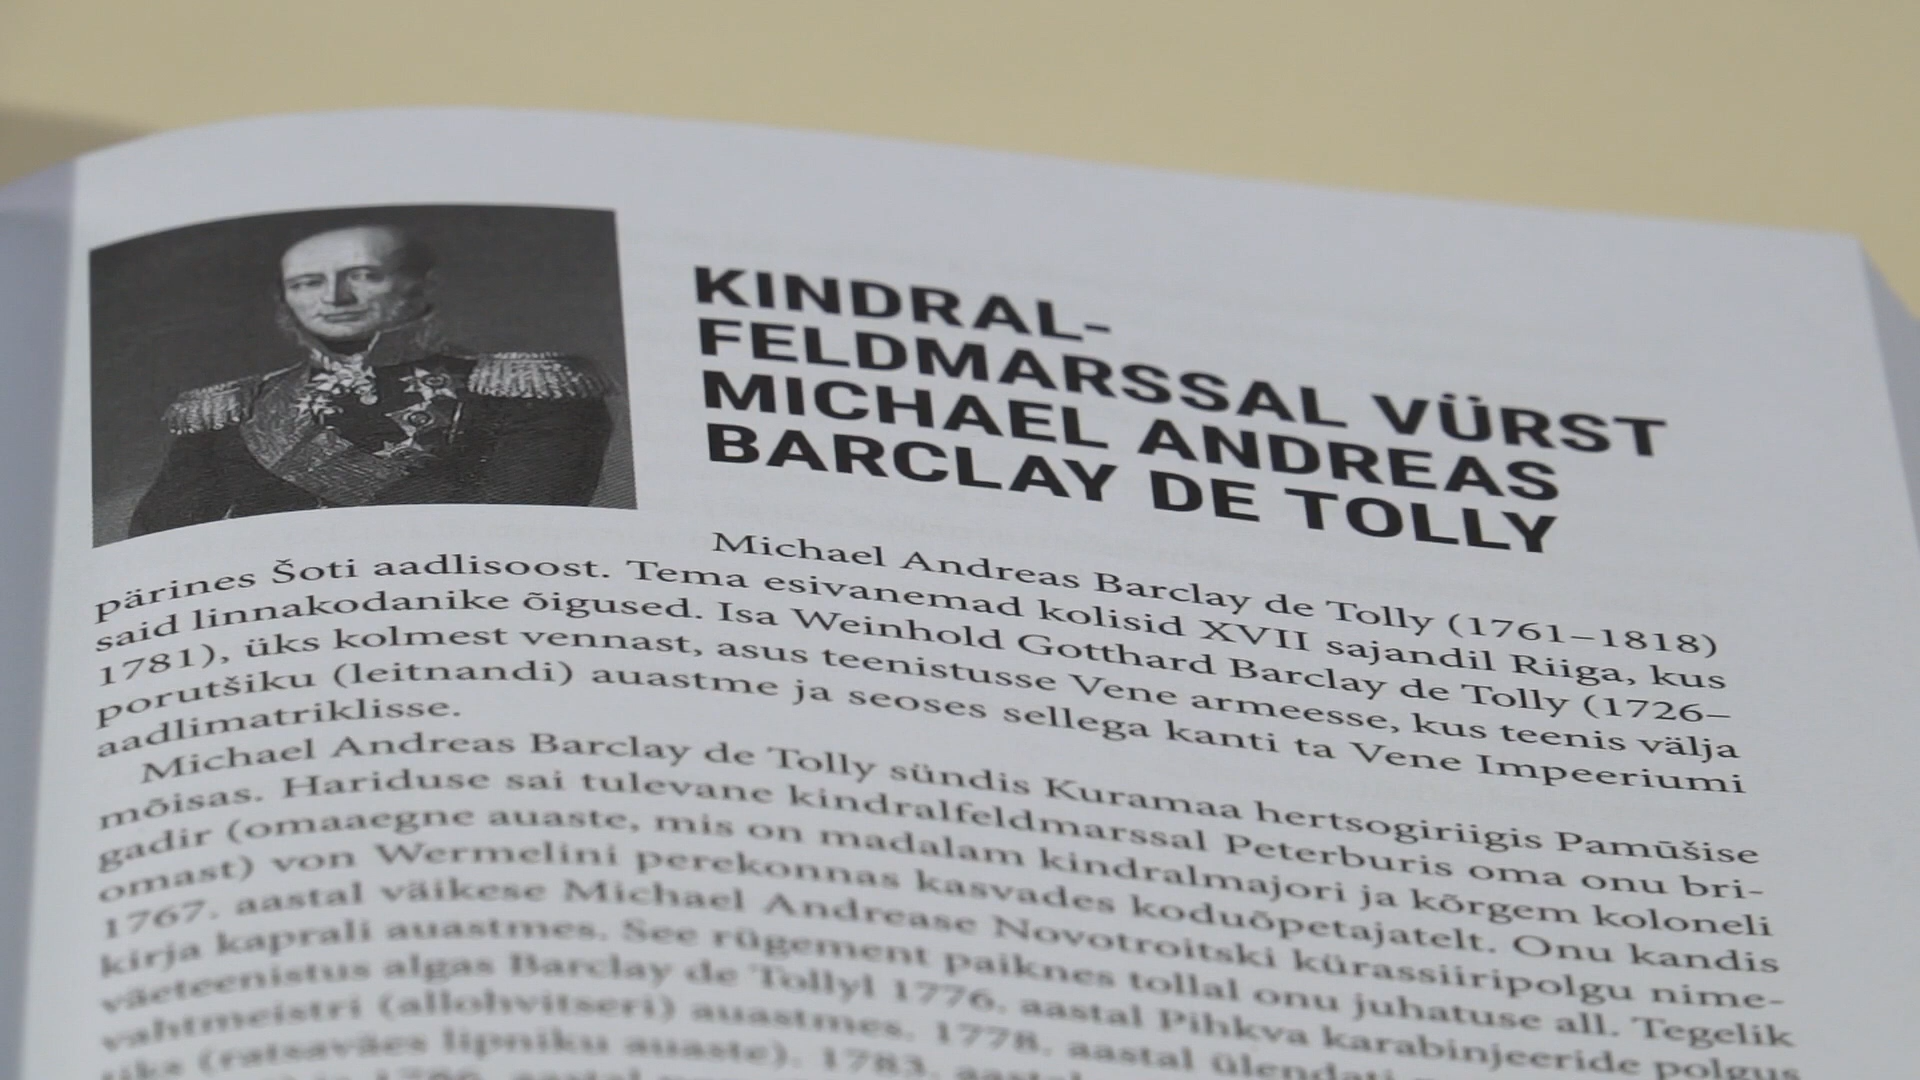 KINDRAL-
FELDMARSSAL VÜRST
MICHAEL ANDREAS
BARCLAY DE TOLLY
Michael Andreas Barclay de Tolly (1761–1818)
pärines Šoti aadlisoost. Tema esivanemad kolisid XVII sajandil Riiga, kus
said linnakodanike õigused. Isa Weinhold Gotthard Barclay de Tolly (1726–
1781), üks kolmest vennast, asus teenistusse Vene armeesse, kus teenis välja
porutšiku (leitnandi) auastme ja seoses sellega kanti ta Vene Impeeriumi
aadlimatriklisse.
Michael Andreas Barclay de Tolly sündis Kuramaa hertsogiriigis Pamūšise
mõisas. Hariduse sai tulevane kindralfeldmarssal Peterburis oma onu bri-
gadir (omaaegne auaste, mis on madalam kindralmajori ja kõrgem koloneli
omast) von Wermelini perekonnas kasvades koduõpetajatelt. Onu kandis
1767. aastal väikese Michael Andrease Novotroitski kürassiiripolgu nime-
kirja kaprali auastmes. See rügement paiknes tollal onu juhatuse all. Tegelik
väeteenistus algas Barclay de Tollyl 1776. aastal Pihkva karabinjeeride polgus
vahtmeistri (allohvitseri) auastmes. 1778. aastal ülendati
(ratsaväes lipniku auaste). 1783. aastal